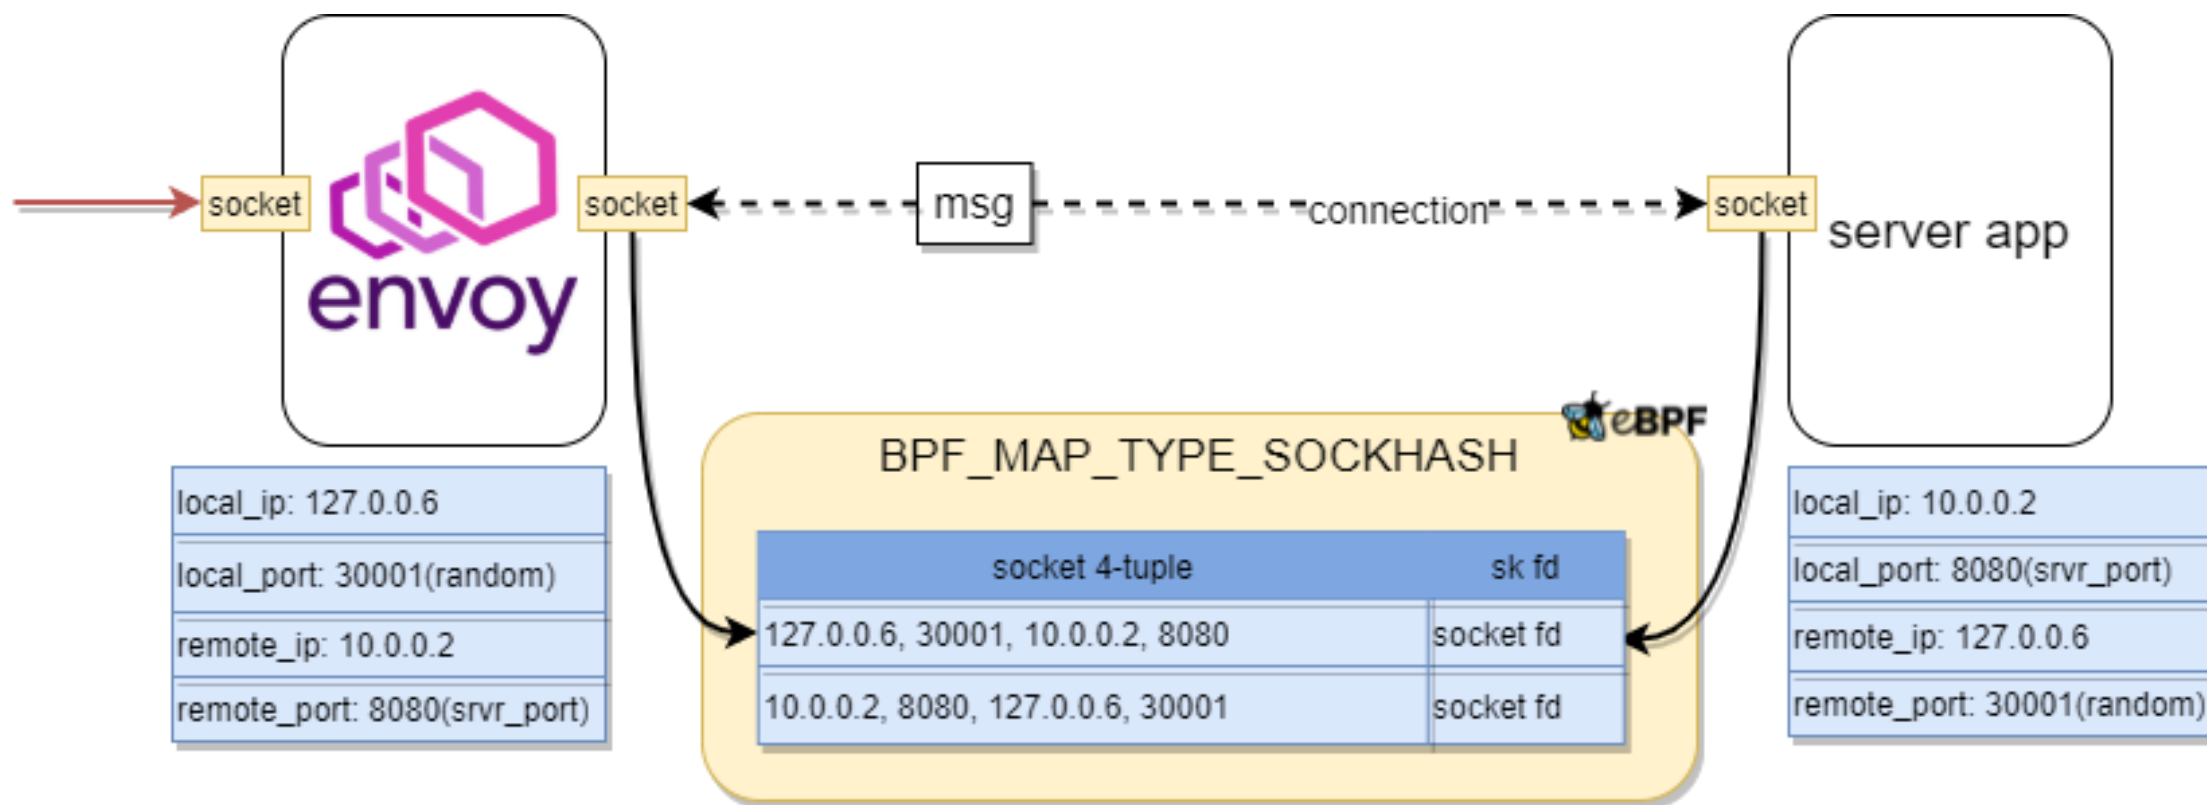 socket
envoy
socket
msg
connection
socket
server app
local_ip: 127.0.0.6
local_port: 30001(random)
remote_ip: 10.0.0.2
remote_port: 8080(srvr_port)
eBPF
BPF_MAP_TYPE_SOCKHASH
socket 4-tuple sk fd
127.0.0.6, 30001, 10.0.0.2, 8080 socket fd
10.0.0.2, 8080, 127.0.0.6, 30001 socket fd
local_ip: 10.0.0.2
local_port: 8080(srvr_port)
remote_ip: 127.0.0.6
remote_port: 30001(random)